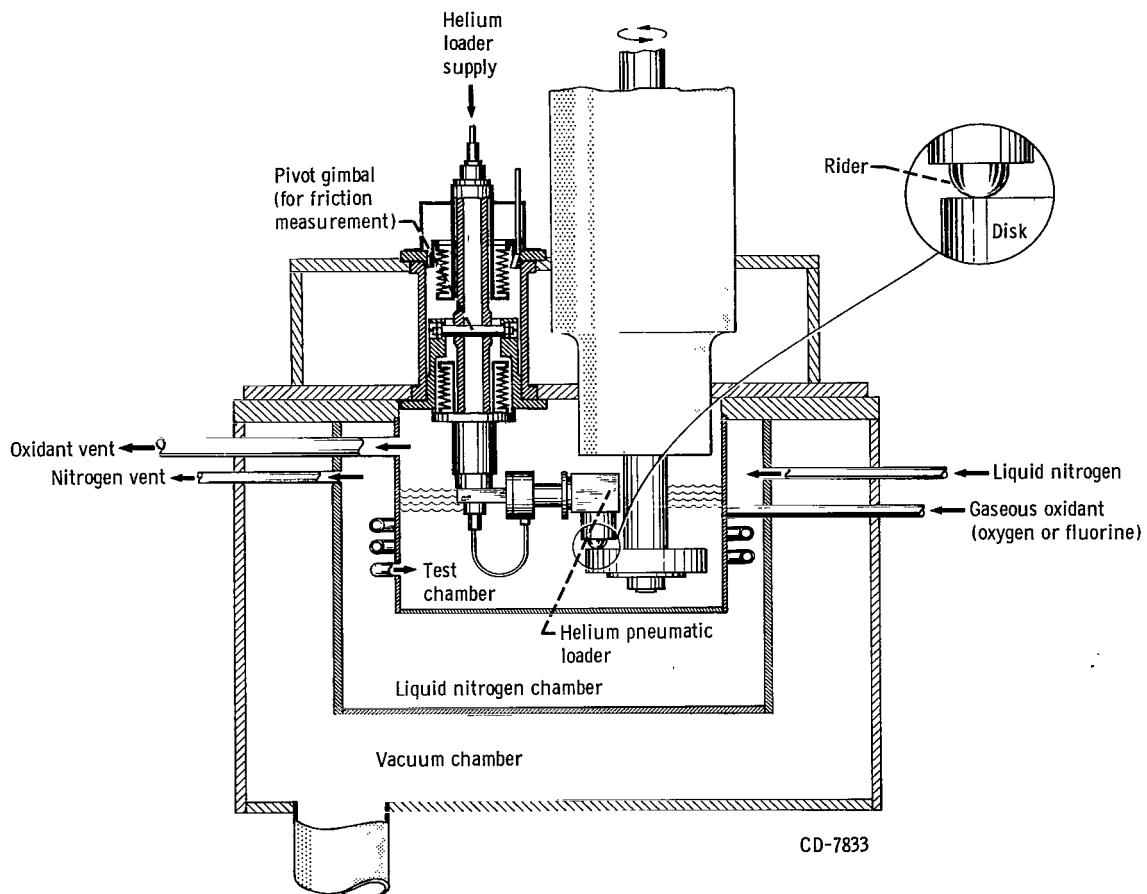 Helium
loader
supply
Pivot gimbal
(for friction
measurement)
Rider
Disk
Oxidant vent
Nitrogen vent
Liquid nitrogen
Gaseous oxidant
(oxygen or fluorine)
Test
chamber
Helium pneumatic
loader
Liquid nitrogen chamber
Vacuum chamber
CD-7833